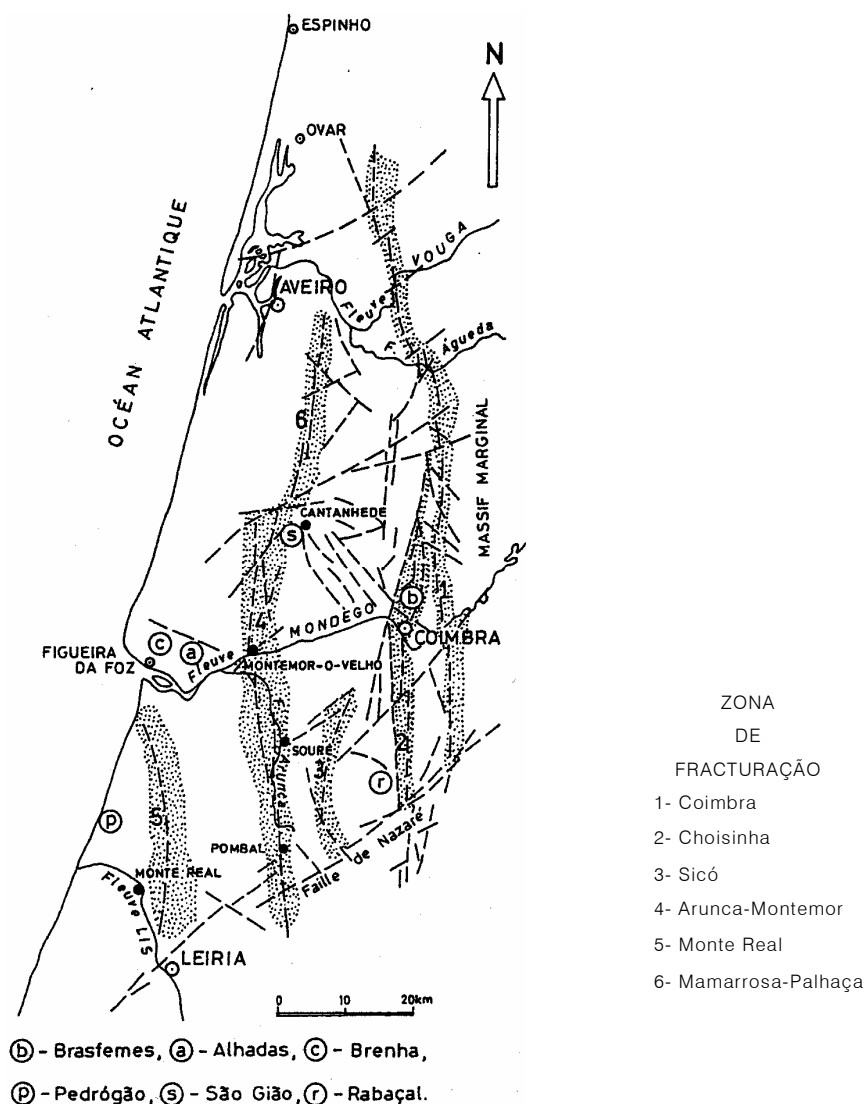 ESPINHO
N
OVAR
OCÉAN ATLANTIQUE
VOUGA
Fleuve
AVEIRO
F.
Águeda
6
MASSIF MARGINAL
CANTANHEDE
s
b
1
4
MONDEGO
COIMBRA
c
a
FIGUEIRA
DA FOZ
Fleuve
MONTEMOR-O-VELHO
F.
SOURE
2
3
Arunca
r
p
5
POMBAL
Faille de Nazaré
MONTE REAL
Fleuve LIS
LEIRIA
0 10 20km
b - Brasfemes, a - Alhadas, c - Brenha,
p - Pedrógão, s - São Gião, r - Rabaçal.
ZONA
DE
FRACTURAÇÃO
1- Coimbra
2- Choisinha
3- Sicó
4- Arunca-Montemor
5- Monte Real
6- Mamarrosa-Palhaça